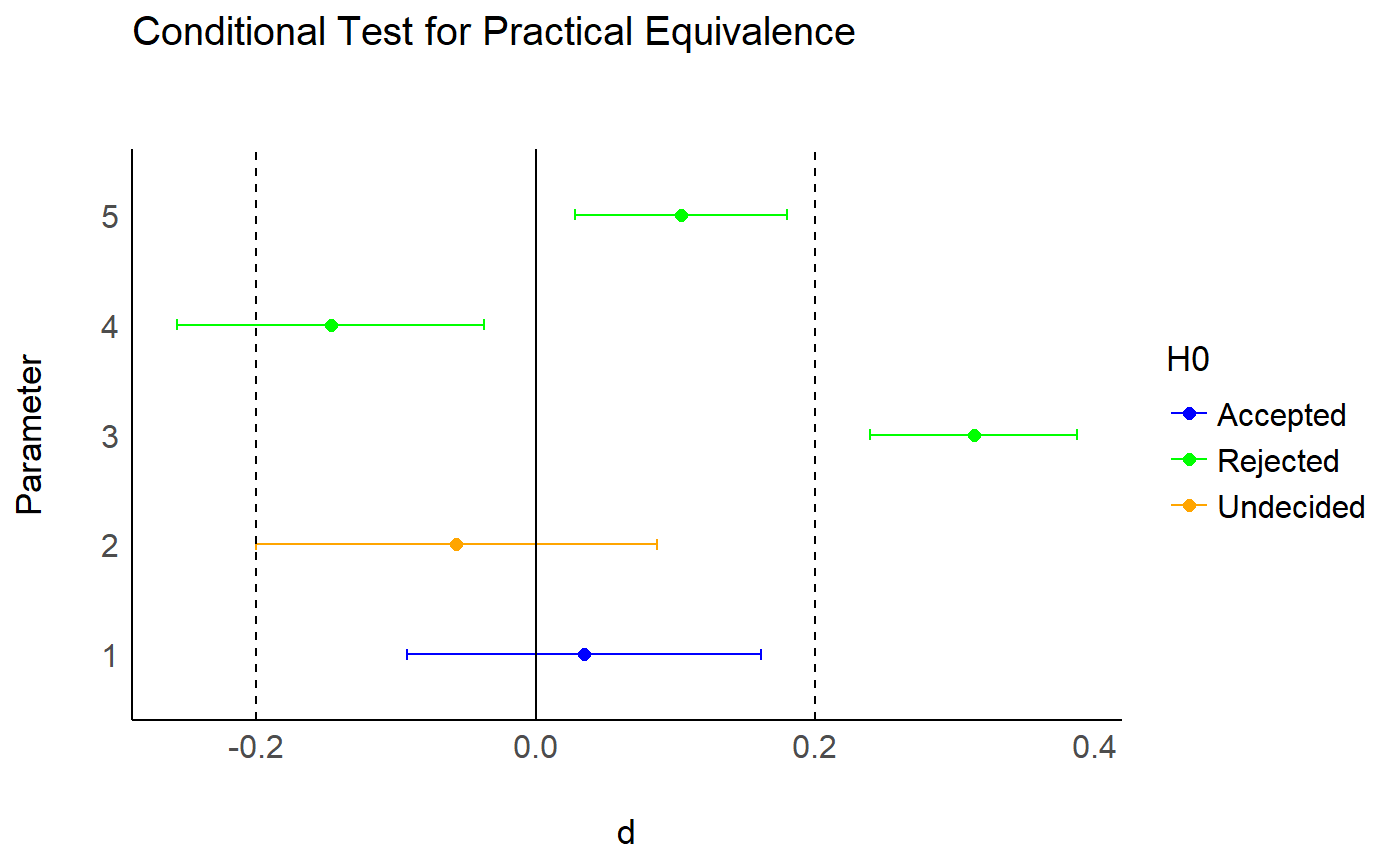 Conditional Test for Practical Equivalence
5
4
3
2
1
Parameter
-0.2
0.0
0.2
0.4
d
H0
Accepted
Rejected
Undecided